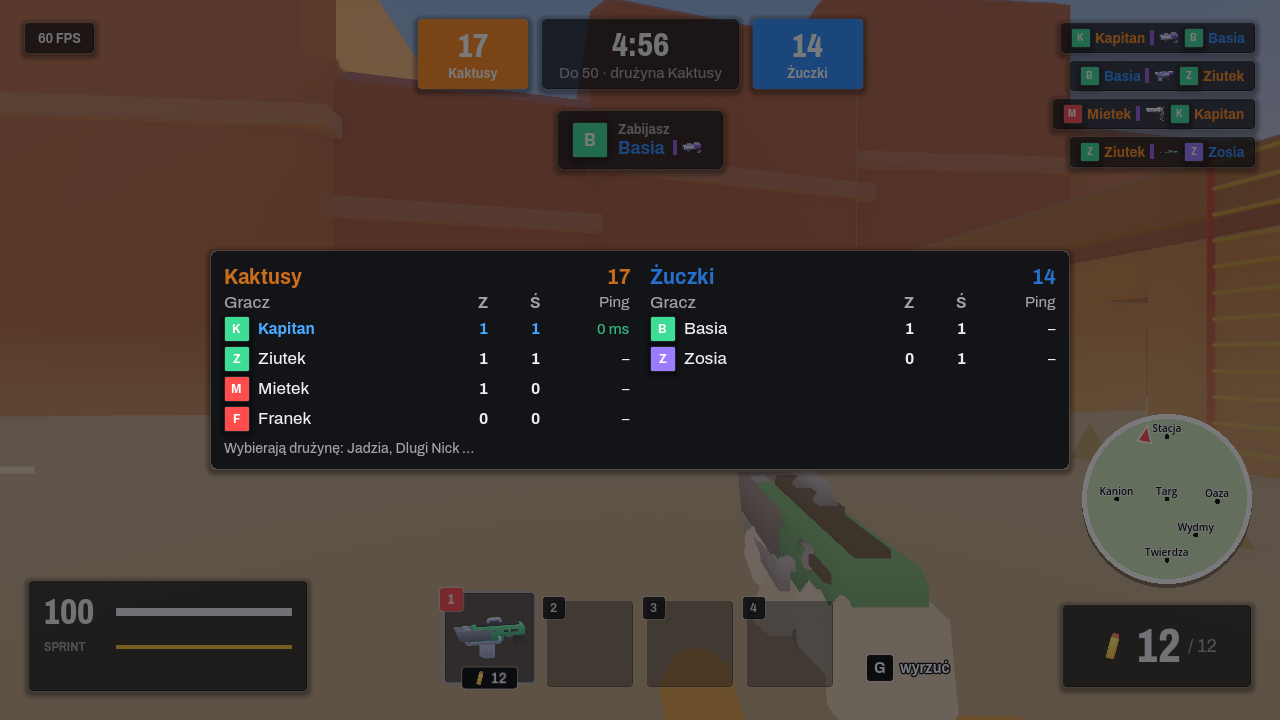 60 FPS
17
Kaktusy
4:56
Do 50 · drużyna Kaktusy
14
Żuczki
K Kapitan B Basia
B Basia Z Ziutek
M Mietek K Kapitan
Z Ziutek Z Zosia
B
Zabijasz
Basia
Kaktusy 17
Gracz Z Ś Ping
K Kapitan 1 1 0 ms
Z Ziutek 1 1 –
M Mietek 1 0 –
F Franek 0 0 –
Wybierają drużynę: Jadzia, Dlugi Nick ...
Żuczki 14
Gracz Z Ś Ping
B Basia 1 1 –
Z Zosia 0 1 –
Stacja
Kanion
Targ
Oaza
Wydmy
Twierdza
100
SPRINT
1
12
2
3
4
G wyrzuć
12 / 12